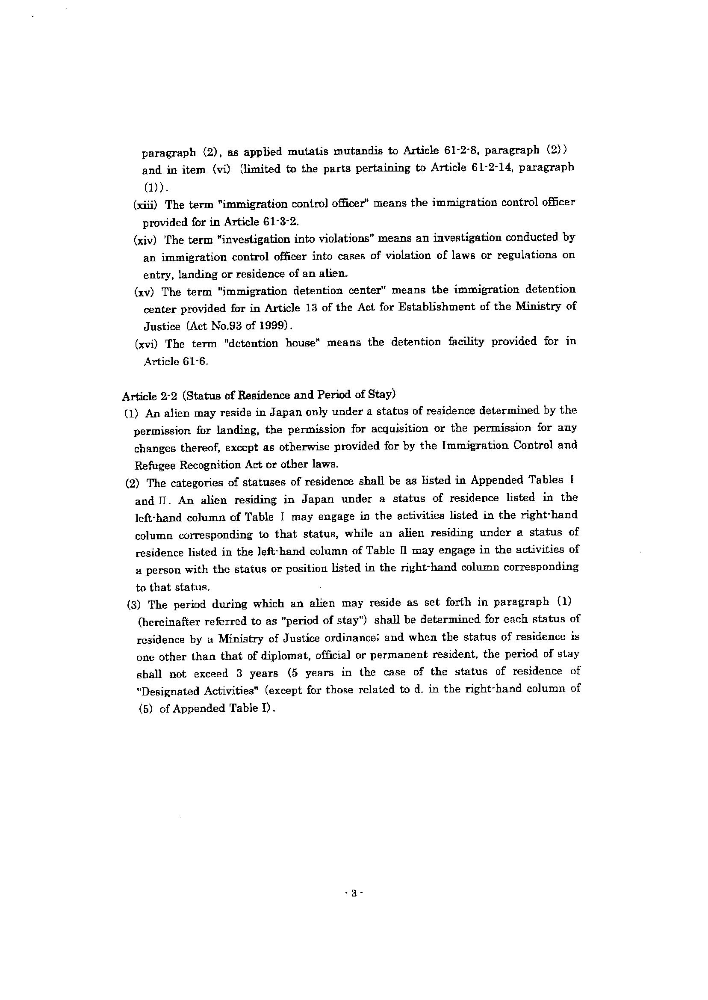 paragraph (2), as applied mutatis mutandis to Article 61-2-8, paragraph (2))
and in item (vi) (limited to the parts pertaining to Article 61-2-14, paragraph
(1)).
(xiii) The term "immigration control officer" means the immigration control officer
provided for in Article 61-3-2.
(xiv) The term "investigation into violations" means an investigation conducted by
an immigration control officer into cases of violation of laws or regulations on
entry, landing or residence of an alien.
(xv) The term "immigration detention center" means the immigration detention
center provided for in Article 13 of the Act for Establishment of the Ministry of
Justice (Act No.93 of 1999).
(xvi) The term "detention house" means the detention facility provided for in
Article 61-6.
Article 2-2 (Status of Residence and Period of Stay)
(1) An alien may reside in Japan only under a status of residence determined by the
permission for landing, the permission for acquisition or the permission for any
changes thereof, except as otherwise provided for by the Immigration Control and
Refugee Recognition Act or other laws.
(2) The categories of statuses of residence shall be as listed in Appended Tables I
and II. An alien residing in Japan under a status of residence listed in the
left-hand column of Table I may engage in the activities listed in the right-hand
column corresponding to that status, while an alien residing under a status of
residence listed in the left-hand column of Table II may engage in the activities of
a person with the status or position listed in the right-hand column corresponding
to that status.
(3) The period during which an alien may reside as set forth in paragraph (1)
(hereinafter referred to as "period of stay") shall be determined for each status of
residence by a Ministry of Justice ordinance; and when the status of residence is
one other than that of diplomat, official or permanent resident, the period of stay
shall not exceed 3 years (5 years in the case of the status of residence of
"Designated Activities" (except for those related to d. in the right-hand column of
(5) of Appended Table I).
- 3 -